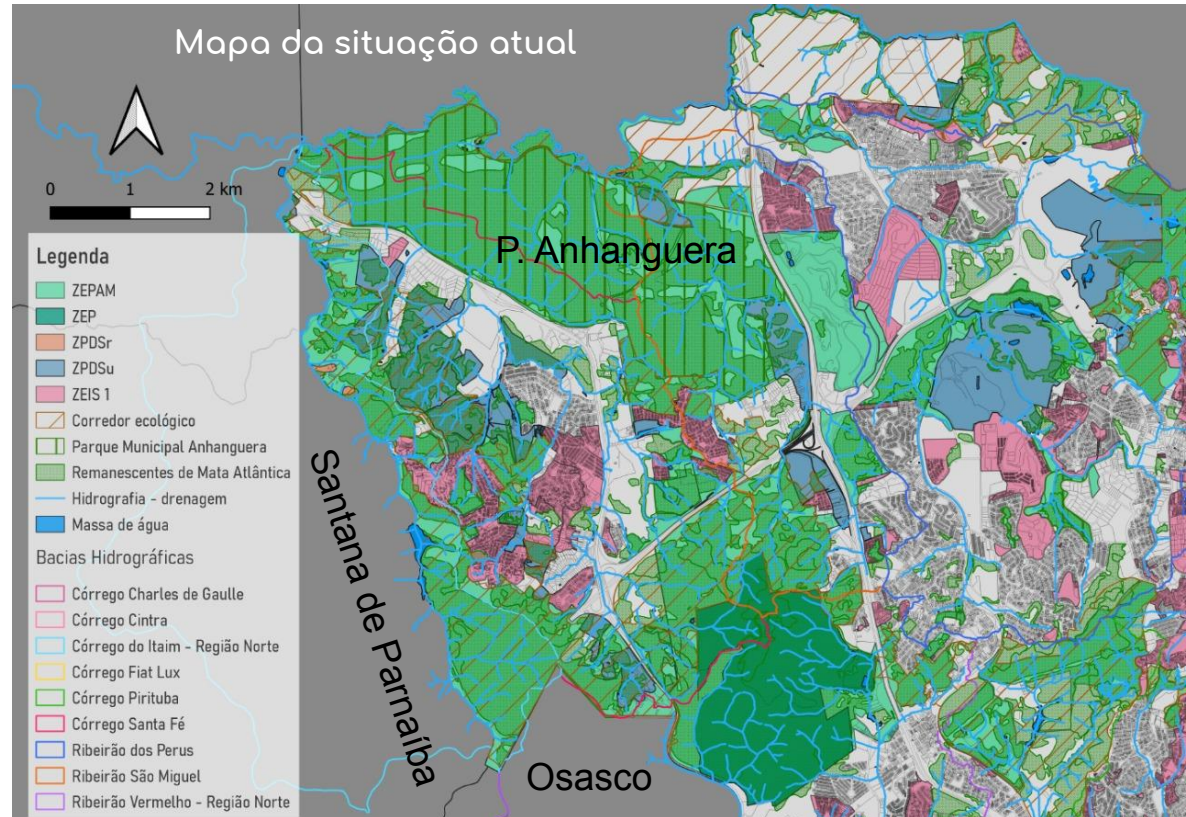 Mapa da situação atual
0 1 2 km
Legenda
ZEPAM
ZEP
ZPDSr
ZPDSu
ZEIS 1
Corredor ecológico
Parque Municipal Anhanguera
Remanescentes de Mata Atlântica
Hidrografia - drenagem
Massa de água
Bacias Hidrográficas
Córrego Charles de Gaulle
Córrego Cintra
Córrego do Itaim - Região Norte
Córrego Fiat Lux
Córrego Pirituba
Córrego Santa Fé
Ribeirão dos Perus
Ribeirão São Miguel
Ribeirão Vermelho - Região Norte
P. Anhanguera
Santana de Parnaíba
Osasco